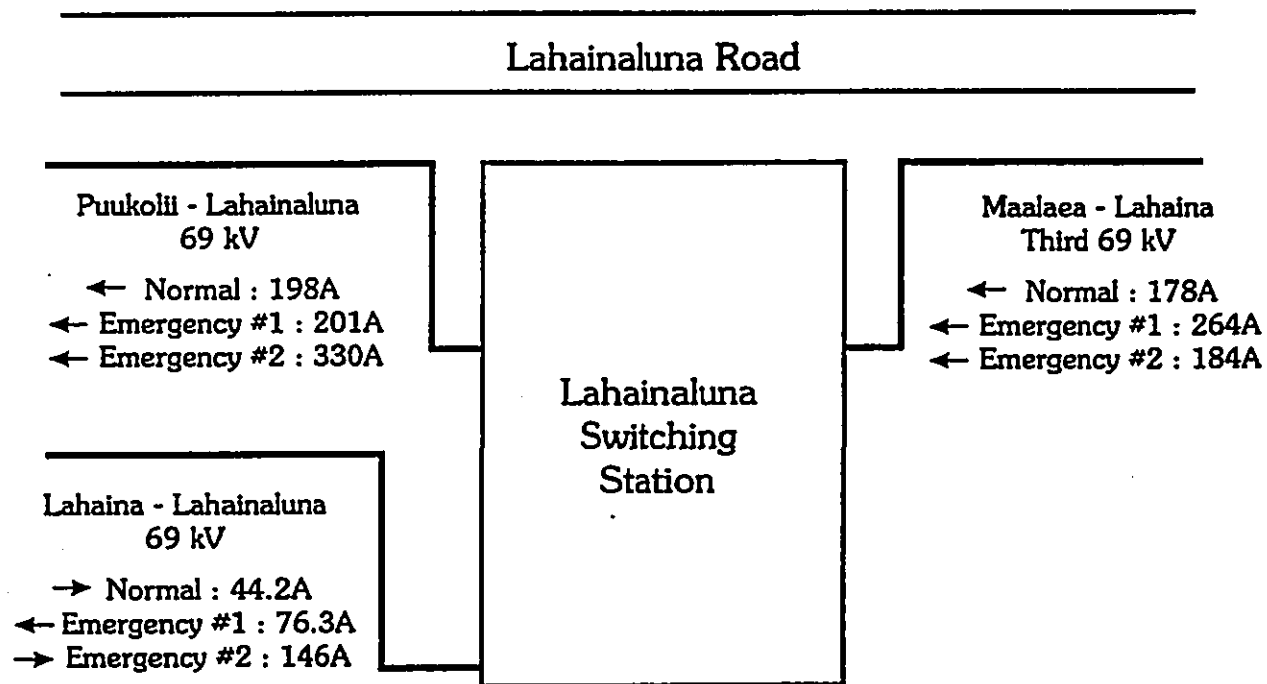 Lahainaluna Road
Puukolii - Lahainaluna
69 kV
← Normal : 198A
← Emergency #1 : 201A
← Emergency #2 : 330A
Maalaea - Lahaina
Third 69 kV
← Normal : 178A
← Emergency #1 : 264A
← Emergency #2 : 184A
Lahainaluna
Switching
Station
Lahaina - Lahainaluna
69 kV
→ Normal : 44.2A
← Emergency #1 : 76.3A
→ Emergency #2 : 146A